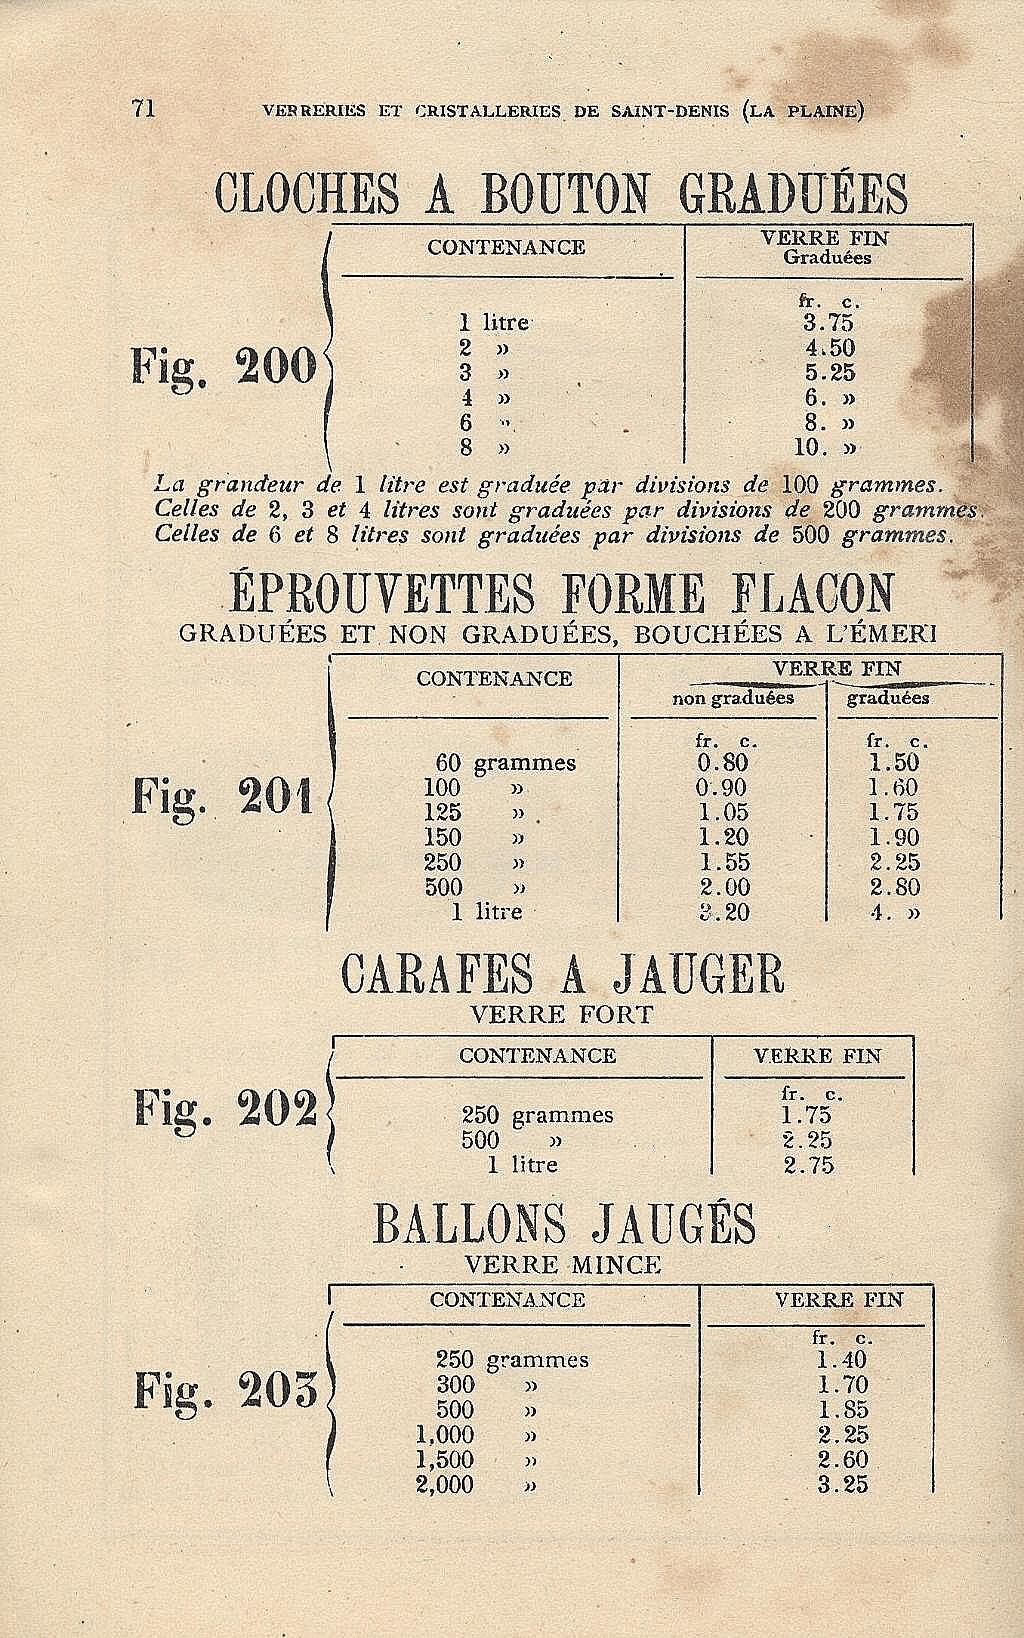 71 VERRERIES ET CRISTALLERIES DE SAINT-DENIS (LA PLAINE)
CLOCHES A BOUTON GRADUÉES
CONTENANCE VERRE FIN
Graduées
fr. c.
1 litre 3.75
2 » 4.50
Fig. 200 3 » 5.25
4 » 6. »
6 » 8. »
8 » 10. »
La grandeur de 1 litre est graduée par divisions de 100 grammes.
Celles de 2, 3 et 4 litres sont graduées par divisions de 200 grammes.
Celles de 6 et 8 litres sont graduées par divisions de 500 grammes.
ÉPROUVETTES FORME FLACON
GRADUÉES ET NON GRADUÉES, BOUCHÉES A L'ÉMERI
CONTENANCE VERRE FIN
non graduées graduées
fr. c. fr. c.
60 grammes 0.80 1.50
Fig. 201 100 » 0.90 1.60
125 » 1.05 1.75
150 » 1.20 1.90
250 » 1.55 2.25
500 » 2.00 2.80
1 litre 3.20 4. »
CARAFES A JAUGER
VERRE FORT
CONTENANCE VERRE FIN
fr. c.
Fig. 202 250 grammes 1.75
500 » 2.25
1 litre 2.75
BALLONS JAUGÉS
VERRE MINCE
CONTENANCE VERRE FIN
fr. c.
250 grammes 1.40
Fig. 203 300 » 1.70
500 » 1.85
1,000 » 2.25
1,500 » 2.60
2,000 » 3.25